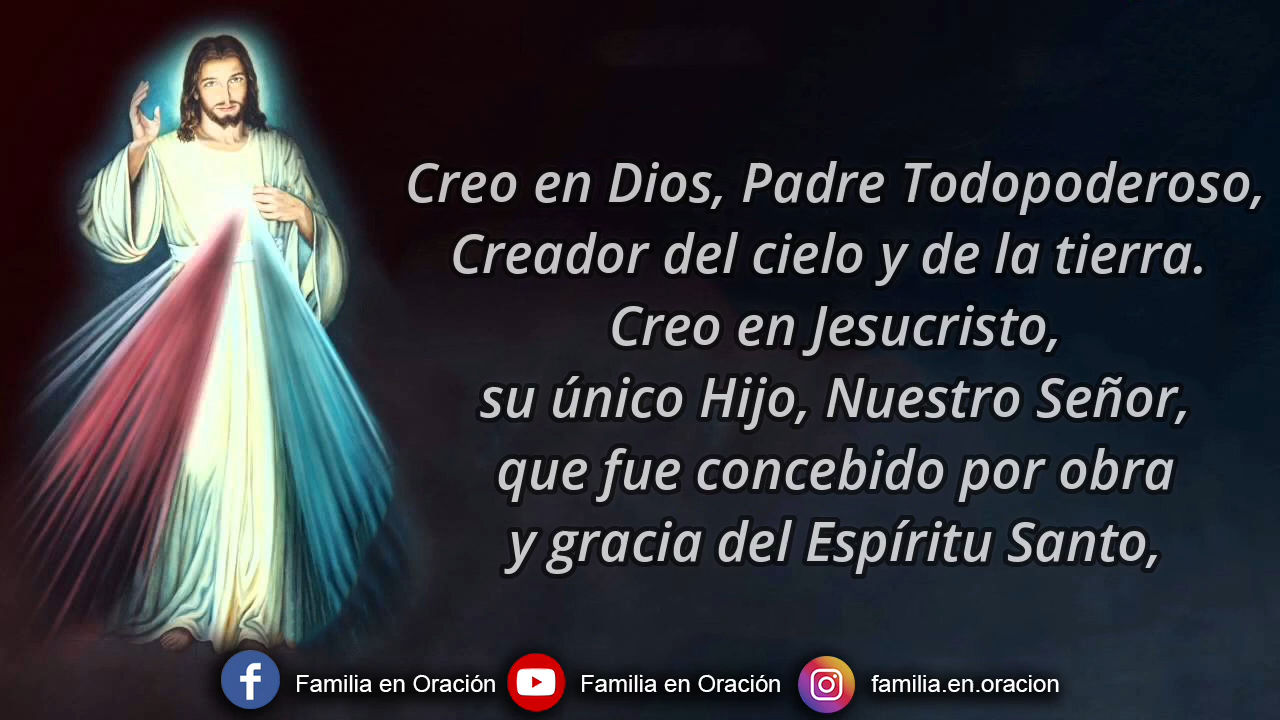 Creo en Dios, Padre Todopoderoso,
Creador del cielo y de la tierra.
Creo en Jesucristo,
su único Hijo, Nuestro Señor,
que fue concebido por obra
y gracia del Espíritu Santo,
Familia en Oración Familia en Oración familia.en.oracion